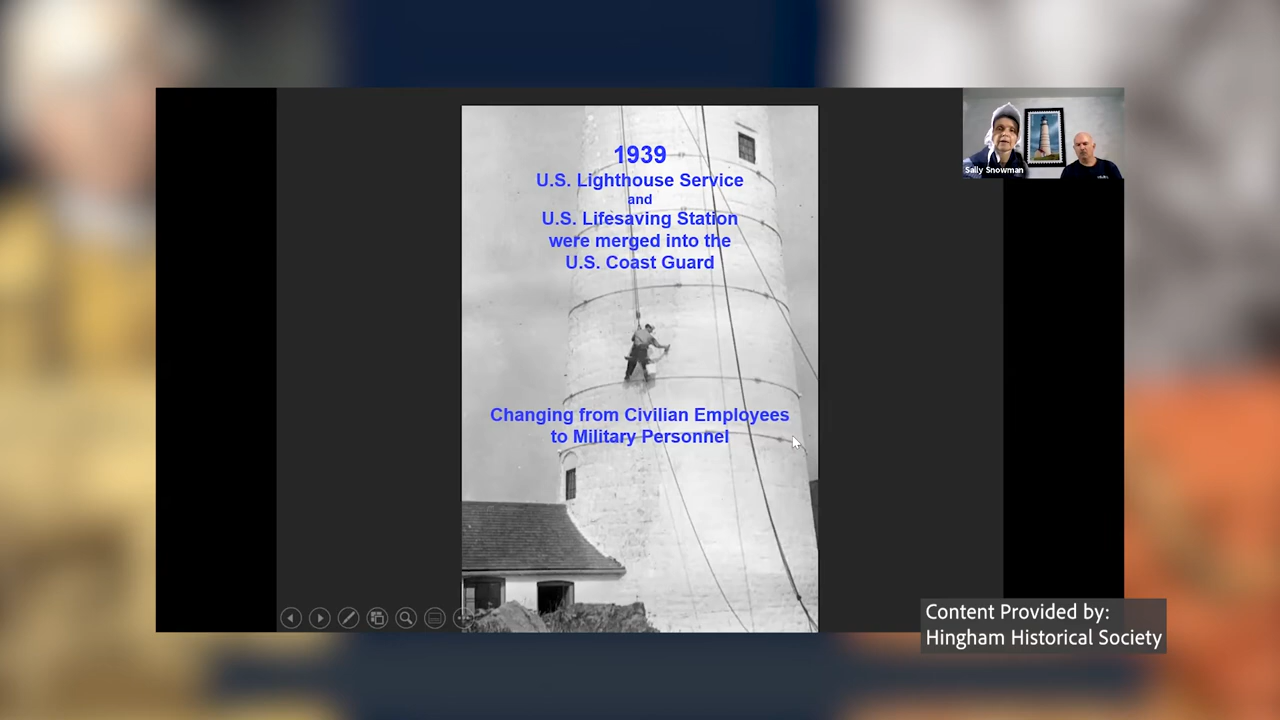 1939
U.S. Lighthouse Service
and
U.S. Lifesaving Station
were merged into the
U.S. Coast Guard
Changing from Civilian Employees
to Military Personnel
Sally Snowman
Content Provided by:
Hingham Historical Society